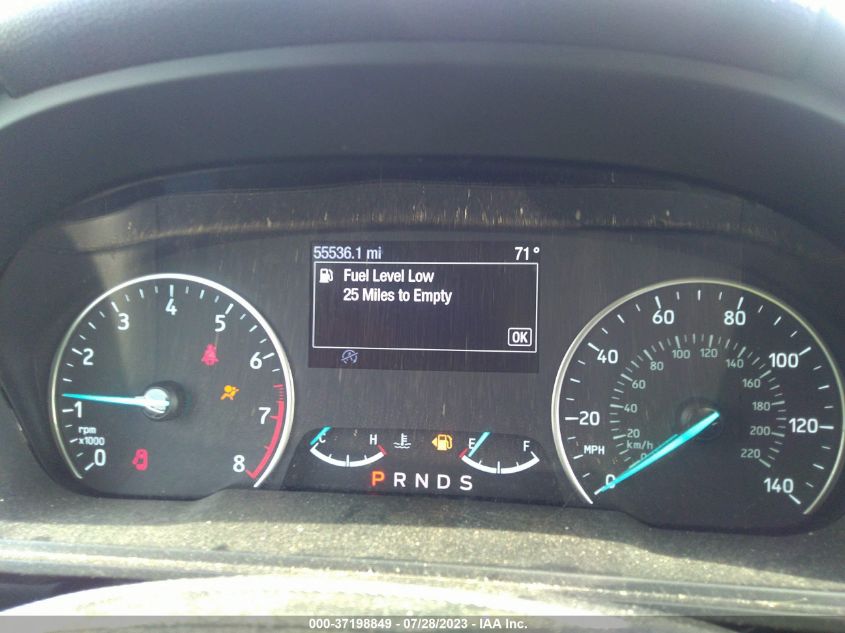 55536.1 mi 71°
Fuel Level Low
25 Miles to Empty
OK
0 1 2 3 4 5 6 7 8
rpm
x1000
C H
E F
P R N D S
0 20 40 60 80 100 120 140
MPH
0 20 40 60 80 100 120 140 160 180 200 220
km/h
000-37198849 - 07/28/2023 - IAA Inc.